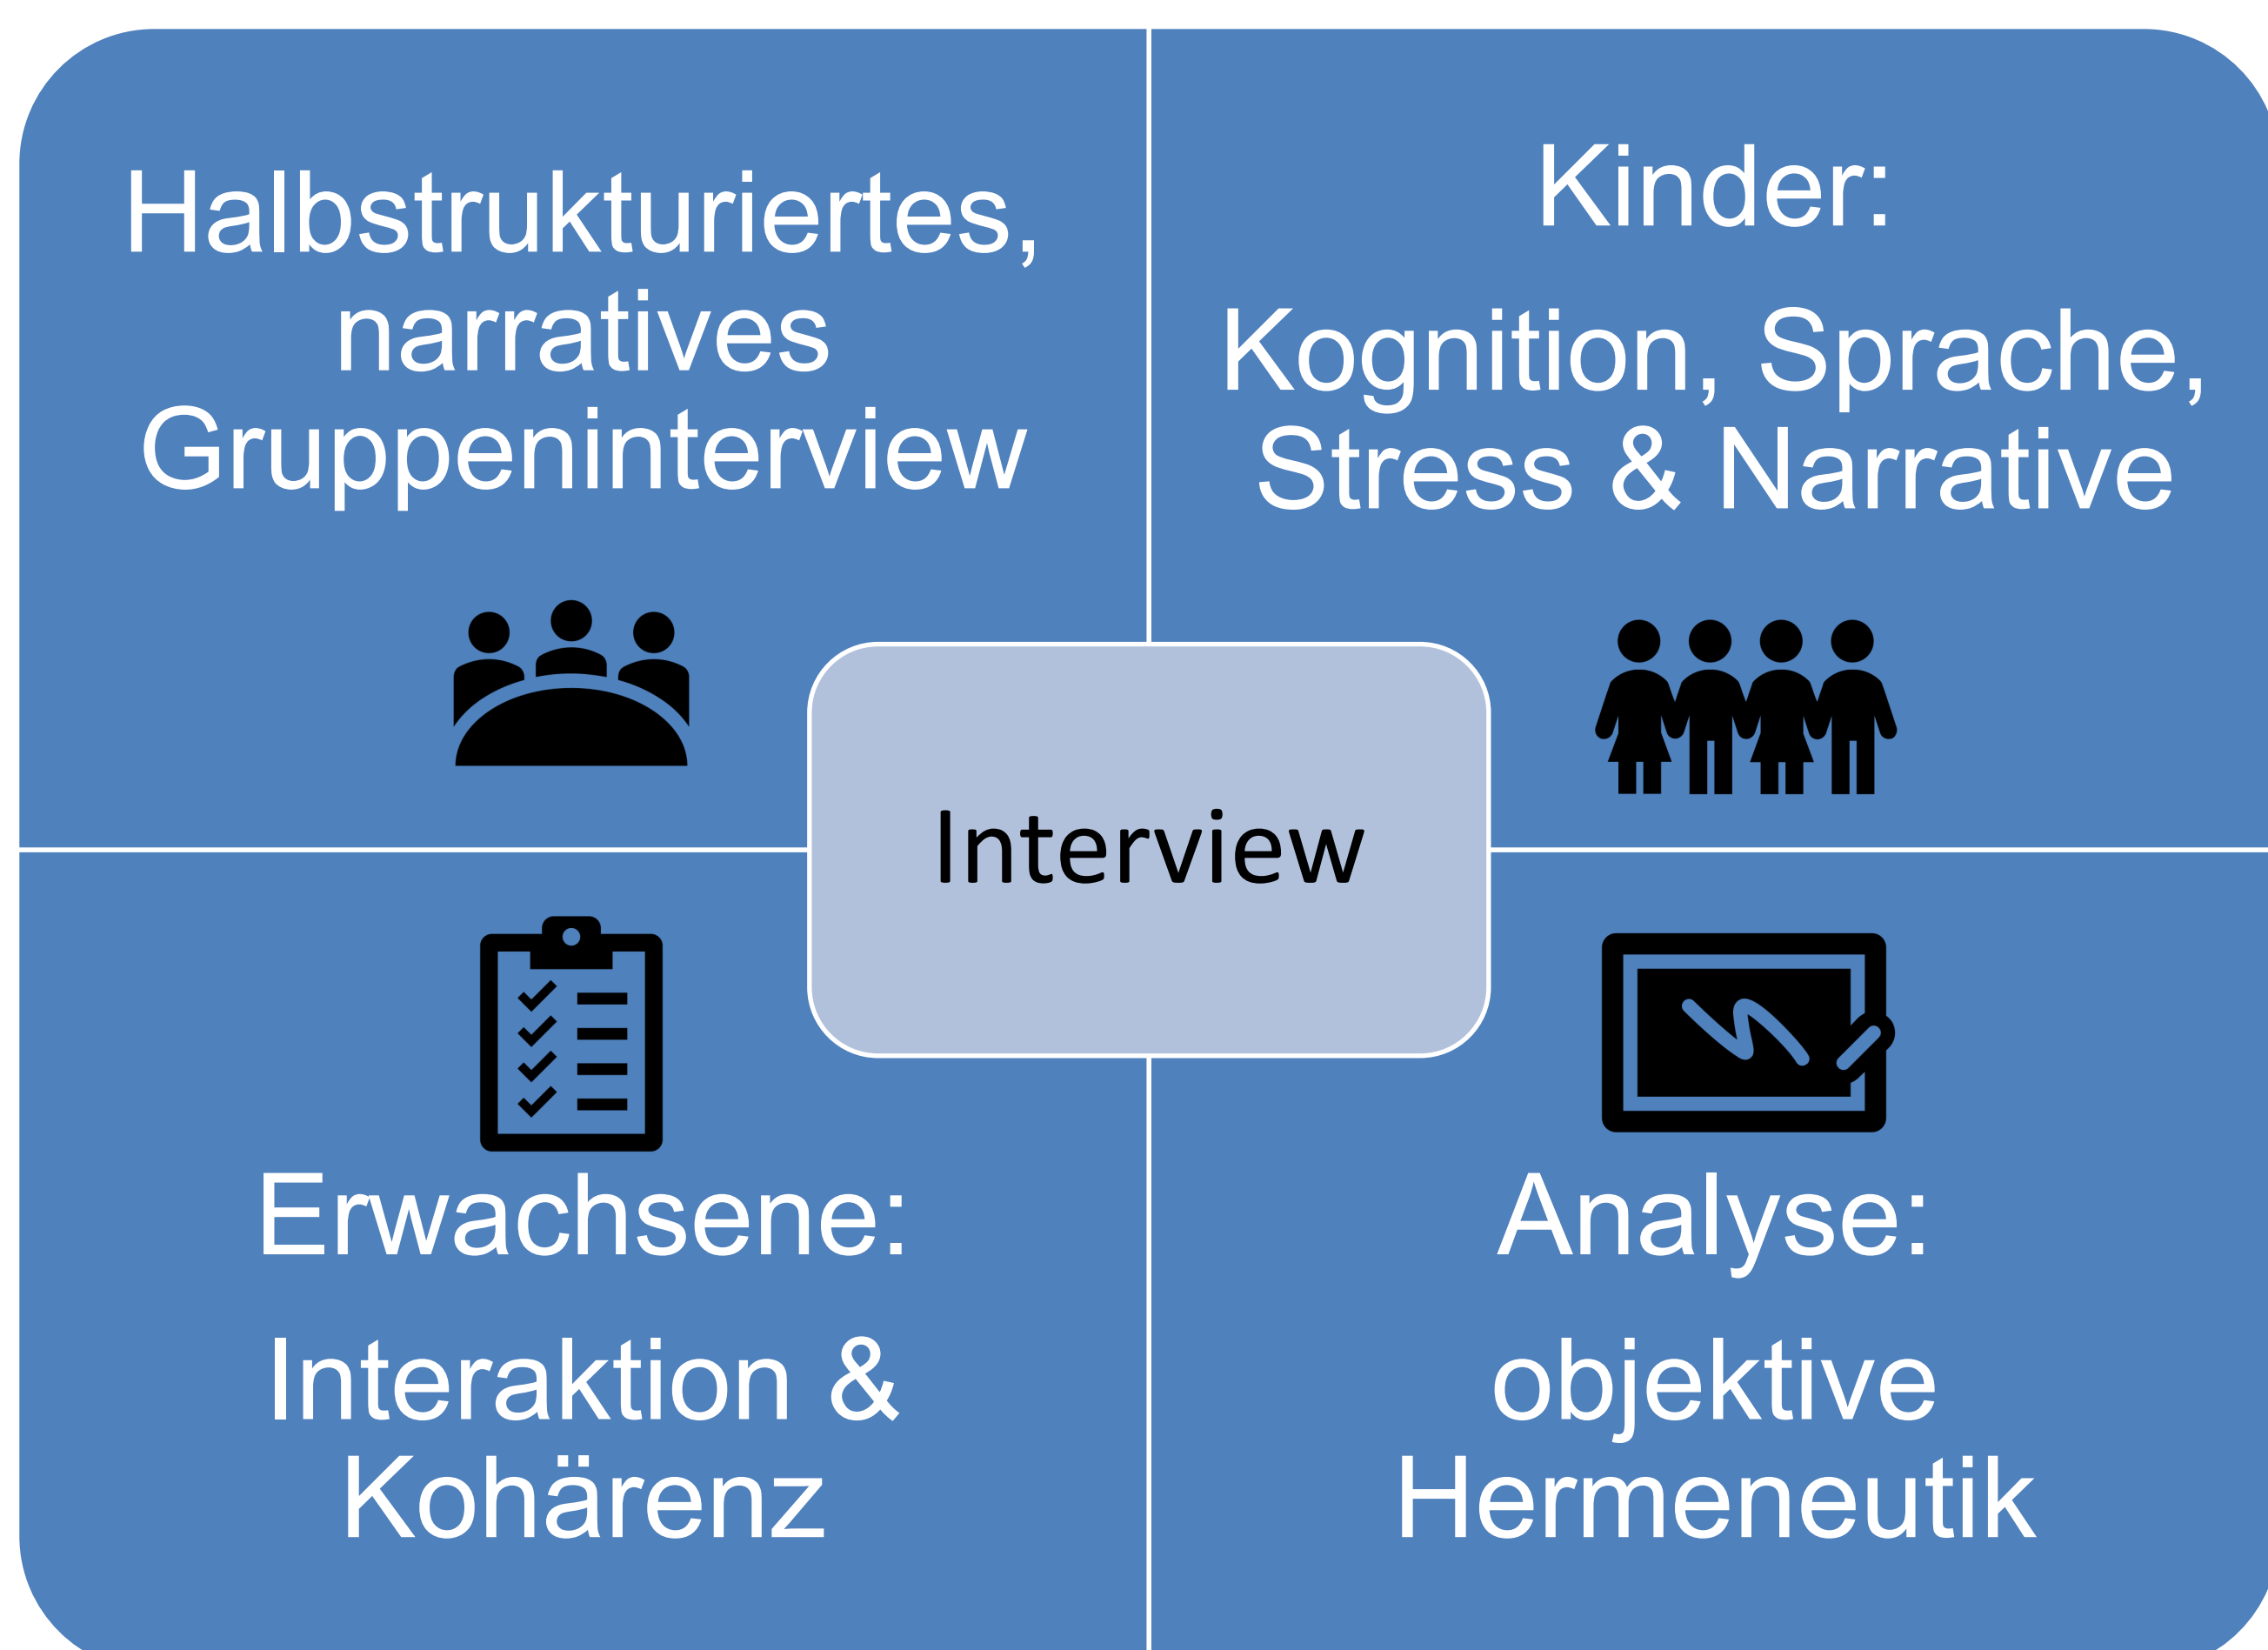 Halbstrukturiertes,
narratives
Gruppeninterview
Kinder:
Kognition, Sprache,
Stress & Narrative
Interview
Erwachsene:
Interaktion &
Kohärenz
Analyse:
objektive
Hermeneutik